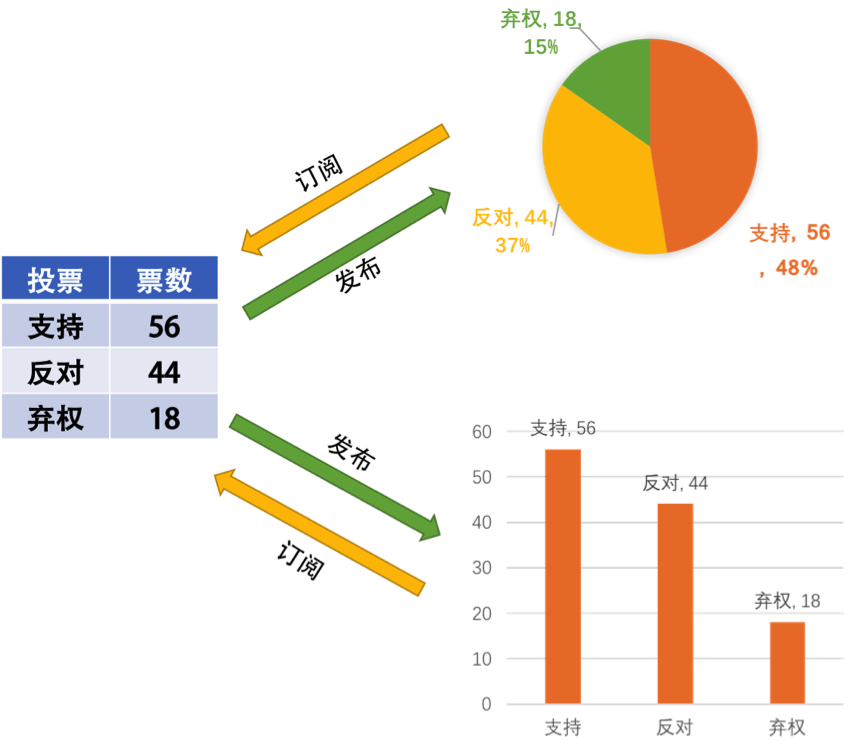 弃权, 18,
15%
订阅
发布
反对, 44,
37%
支持, 56
, 48%
投票 票数
支持 56
反对 44
弃权 18
发布
订阅
60
50
40
30
20
10
0
支持, 56
反对, 44
弃权, 18
支持 反对 弃权